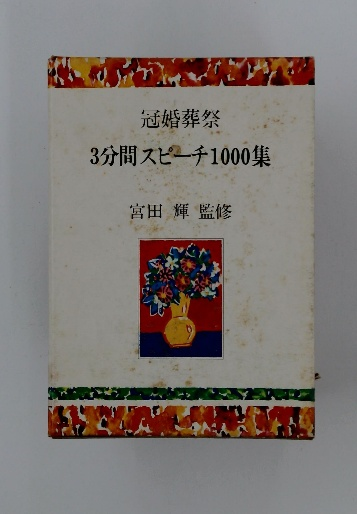 冠婚葬祭
3分間スピーチ1000集
宮田 輝 監修